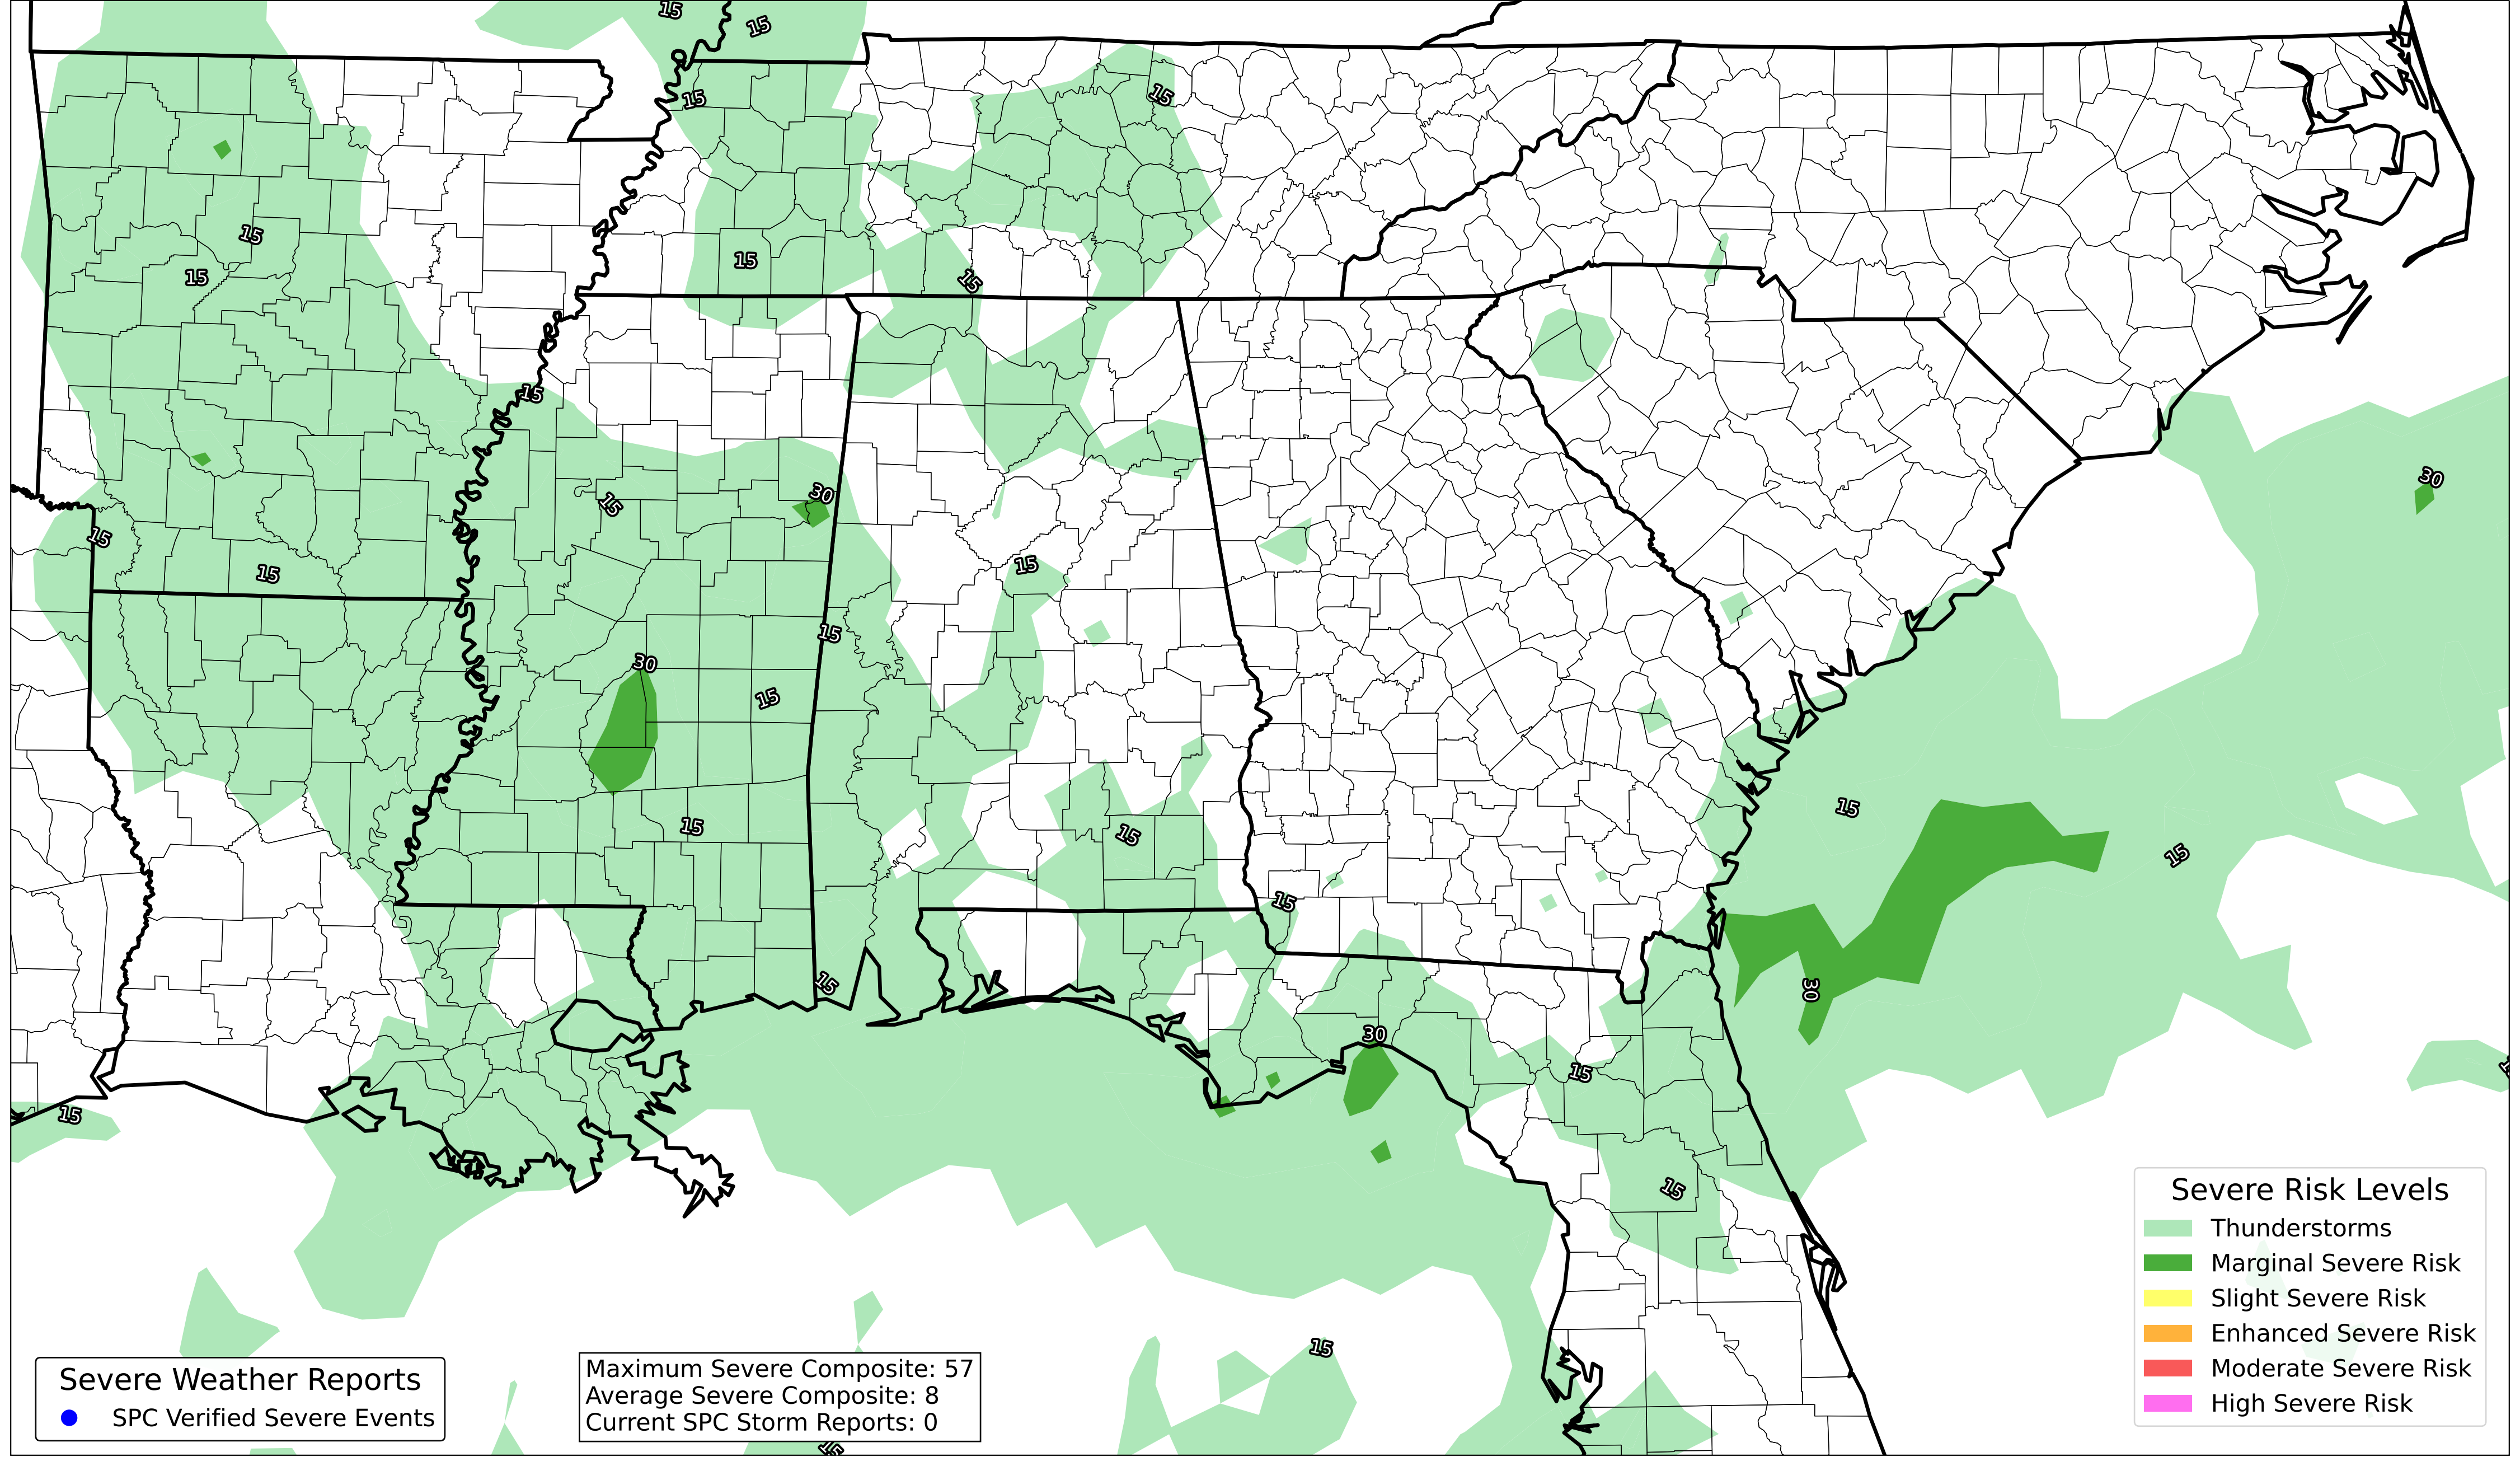 15
15
15
15
15
15
15
15
15
30
30
15
15
15
15
15
30
15
15
15
15
15
15
15
15
30
30
15
15
15
15
15
Severe Risk Levels
Thunderstorms
Marginal Severe Risk
Slight Severe Risk
Enhanced Severe Risk
Moderate Severe Risk
High Severe Risk
Severe Weather Reports
SPC Verified Severe Events
Maximum Severe Composite: 57
Average Severe Composite: 8
Current SPC Storm Reports: 0
15